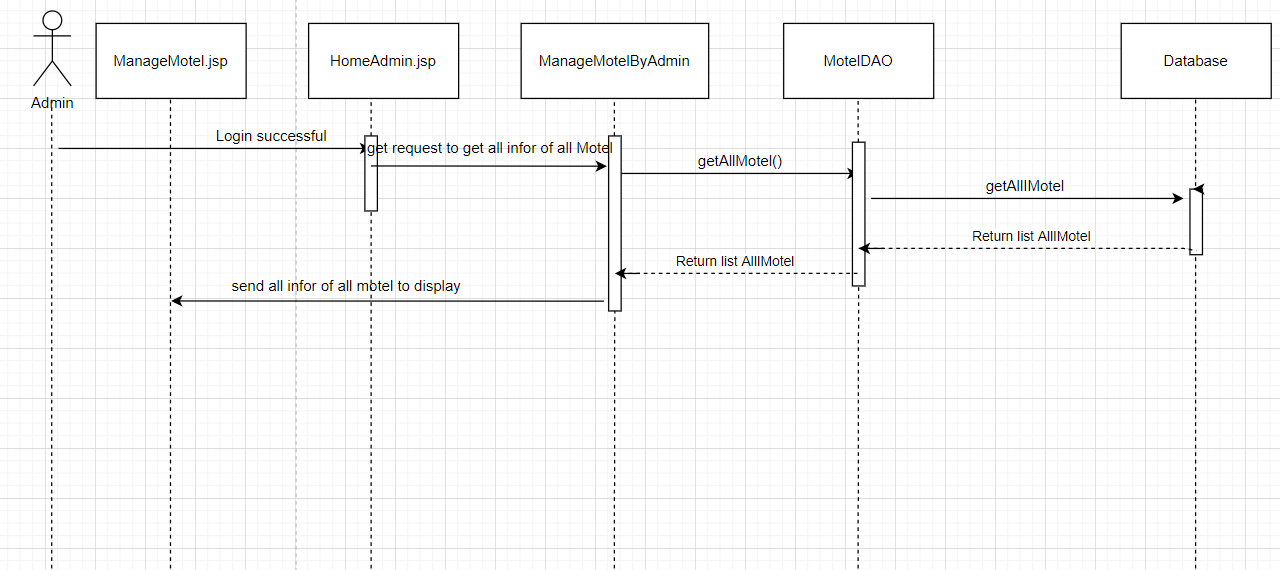 ManageMotel.jsp
HomeAdmin.jsp
ManageMotelByAdmin
MotelDAO
Database
Admin
Login successful
get request to get all infor of all Motel
getAllMotel()
getAlllMotel
Return list AlllMotel
Return list AlllMotel
send all infor of all motel to display